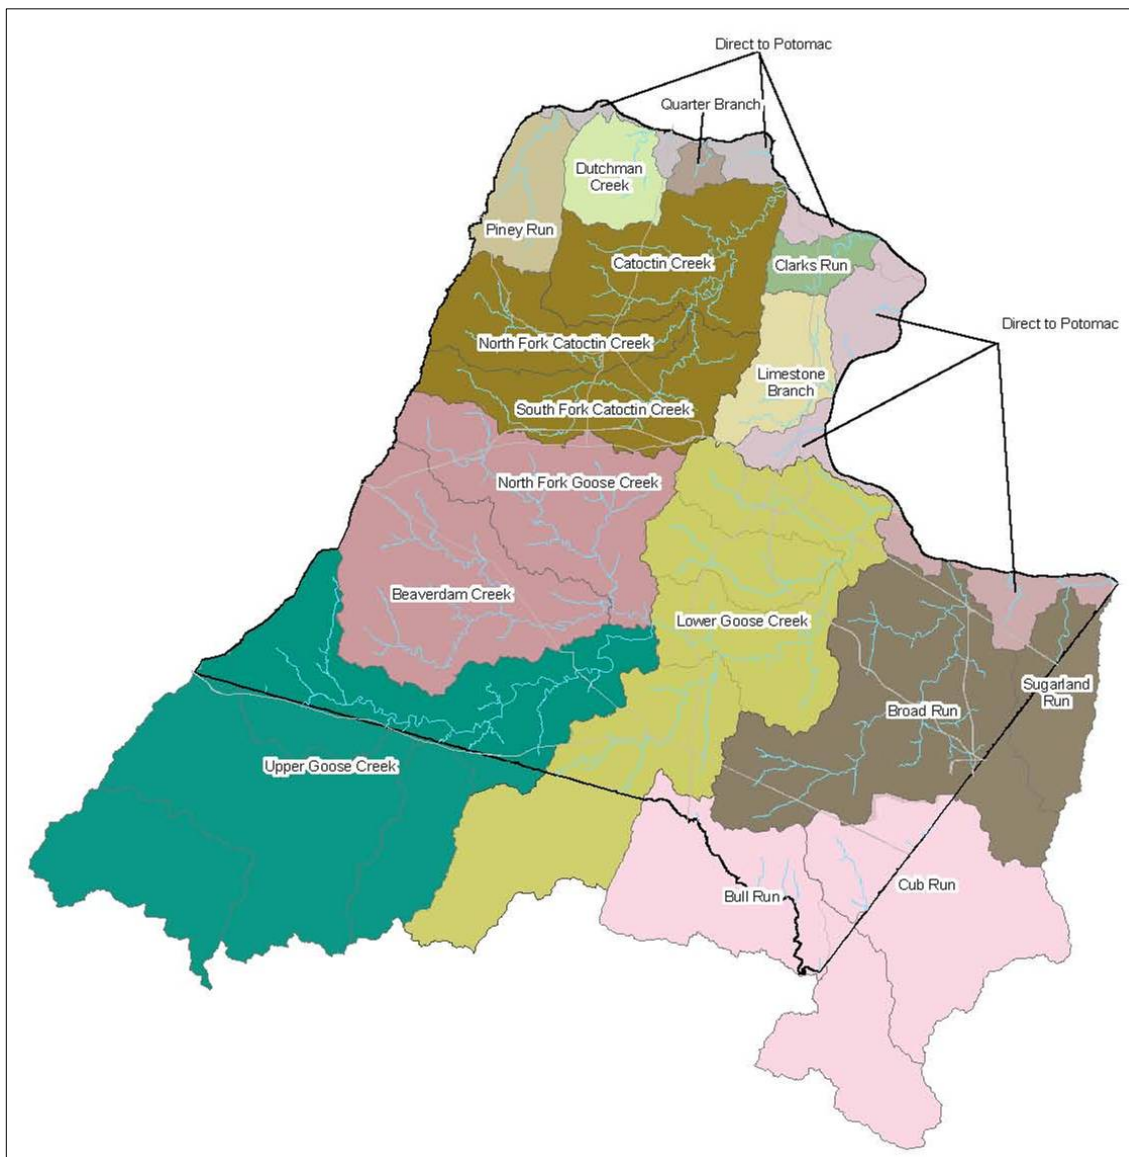 Direct to Potomac
Quarter Branch
Dutchman
Creek
Piney Run
Catoctin Creek
Clarks Run
Direct to Potomac
North Fork Catoctin Creek
Limestone
Branch
South Fork Catoctin Creek
North Fork Goose Creek
Beaverdam Creek
Lower Goose Creek
Sugarland
Run
Broad Run
Upper Goose Creek
Cub Run
Bull Run